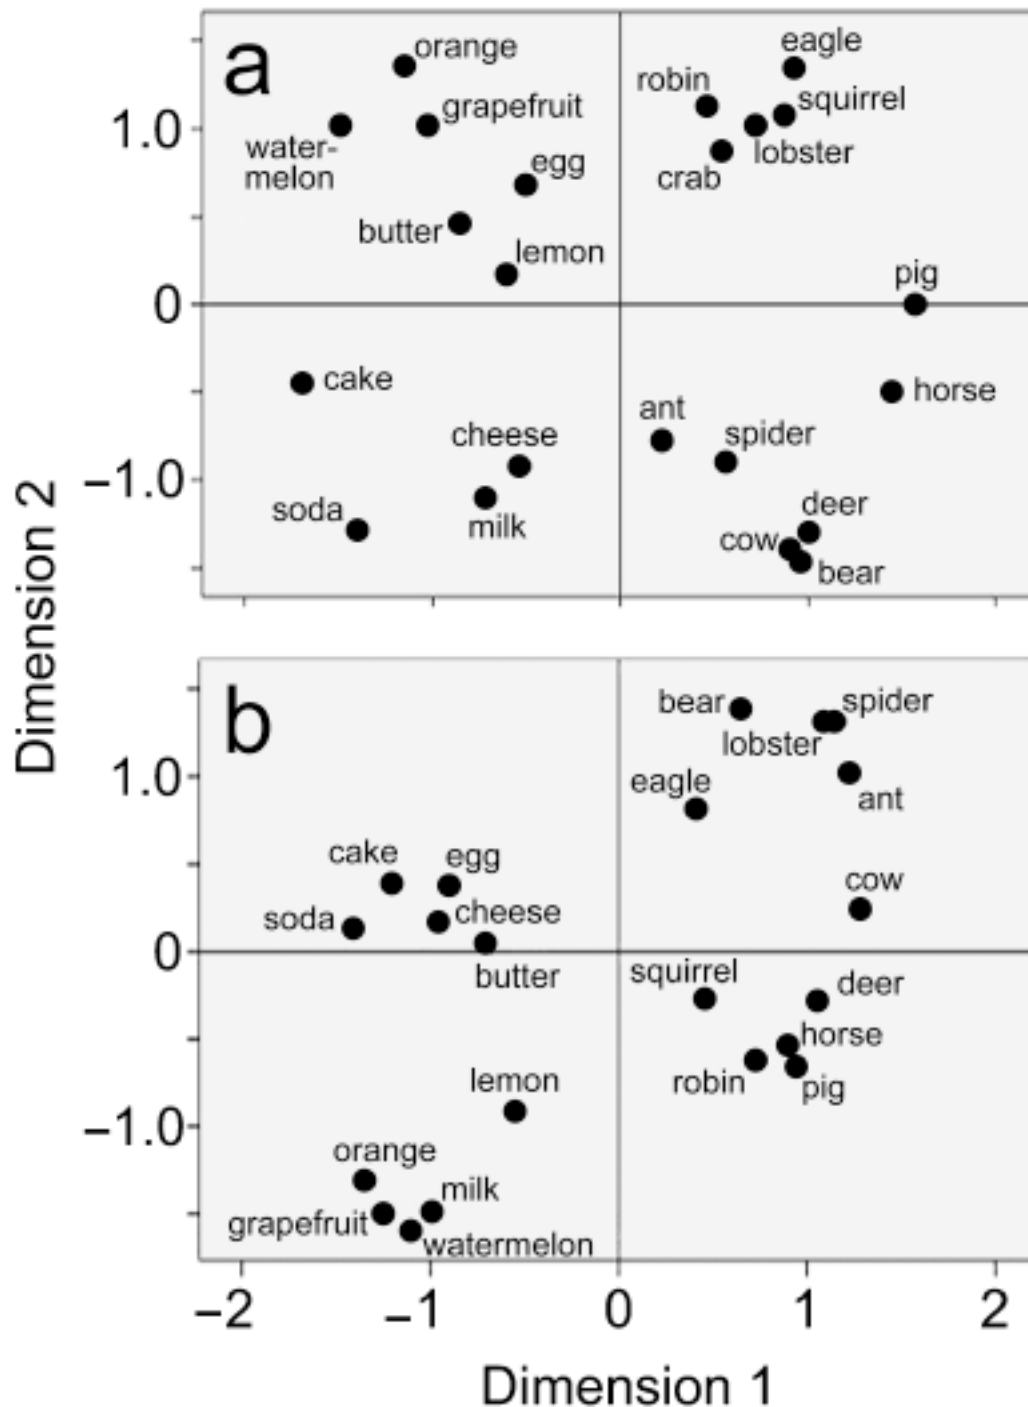 a
orange
eagle
robin
squirrel
grapefruit
1.0
water-
melon
lobster
crab
egg
butter
lemon
pig
0
cake
horse
ant
cheese
spider
−1.0
soda
milk
deer
cow
bear
Dimension 2
b
bear
spider
lobster
1.0
eagle
ant
cake
egg
cow
soda
cheese
0
butter
squirrel
deer
horse
lemon
robin
pig
−1.0
orange
milk
grapefruit
watermelon
−2 −1 0 1 2
Dimension 1